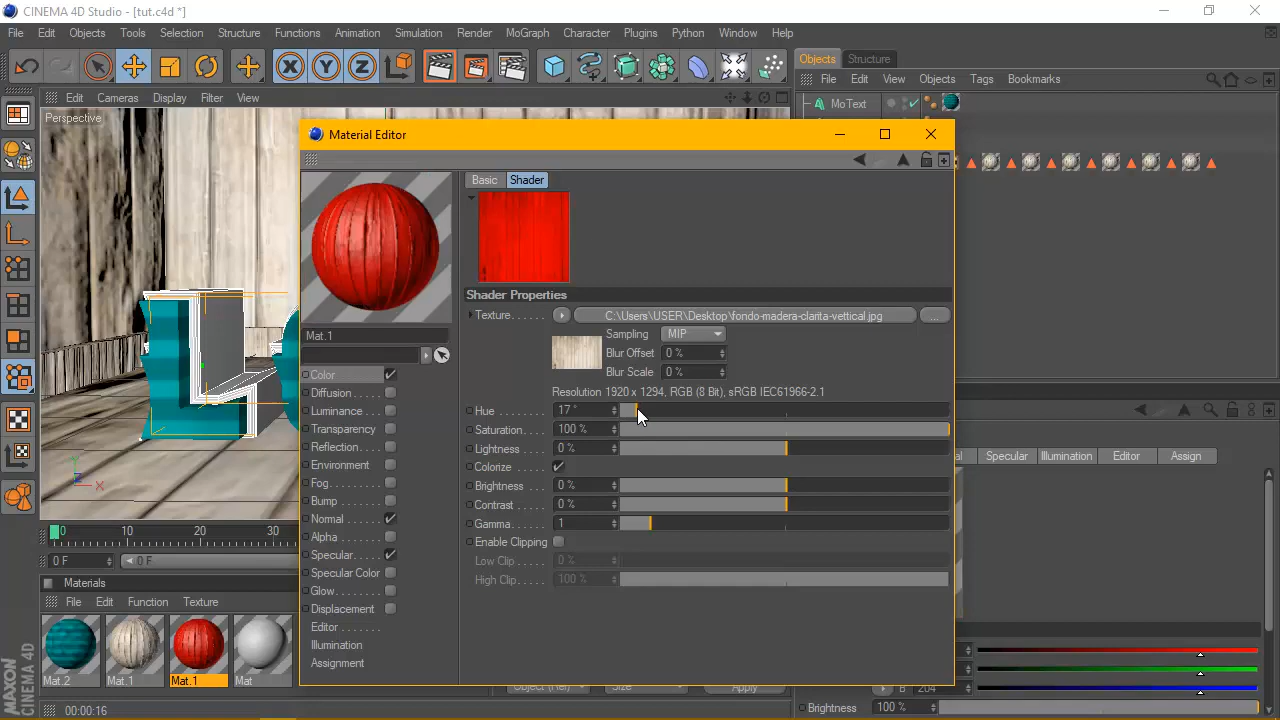 CINEMA 4D Studio - [tut.c4d *]
File Edit Objects Tools Selection Structure Functions Animation Simulation Render MoGraph Character Plugins Python Window Help
X Y Z
Objects Structure
File Edit View Objects Tags Bookmarks
Edit Cameras Display Filter View
MoText
Perspective
Material Editor
Basic Shader
Shader Properties
Texture. . . . . . C:\Users\USER\Desktop\fondo-madera-clarita-vettical.jpg ...
Sampling MIP
Blur Offset 0 %
Blur Scale 0 %
Resolution 1920 x 1294, RGB (8 Bit), sRGB IEC61966-2.1
Mat.1
Hue . . . . . . . 17 °
Saturation. . . . 100 %
Lightness . . . . 0 %
Colorize . . . . .
Brightness . . . 0 %
Contrast. . . . . 0 %
Gamma. . . . . 1
Enable Clipping
Low Clip . . . . . 0 %
High Clip. . . . . 100 %
Color
Diffusion. . . .
Luminance. .
Transparency
Reflection. . .
Environment
Fog. . . . . . .
Bump . . . . .
Normal . . . .
Alpha . . . . .
Specular. . . .
Specular Color
Glow. . . . . .
Displacement
Editor . . . . . . .
Illumination
Assignment
Specular Illumination Editor Assign
0 10 20 30
0 F 0 F
Materials
File Edit Function Texture
Mat.2 Mat.1 Mat.1 Mat
Object (Rel) Size Apply
B 204
Brightness 100 %
MAXON CINEMA 4D
00:00:16
X Y Z